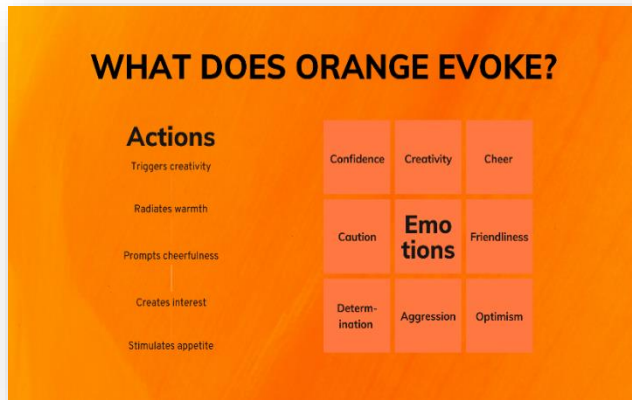 WHAT DOES ORANGE EVOKE?
Actions
Triggers creativity
Radiates warmth
Prompts cheerfulness
Creates interest
Stimulates appetite
Confidence
Creativity
Cheer
Caution
Emo
tions
Friendliness
Determ-
ination
Aggression
Optimism